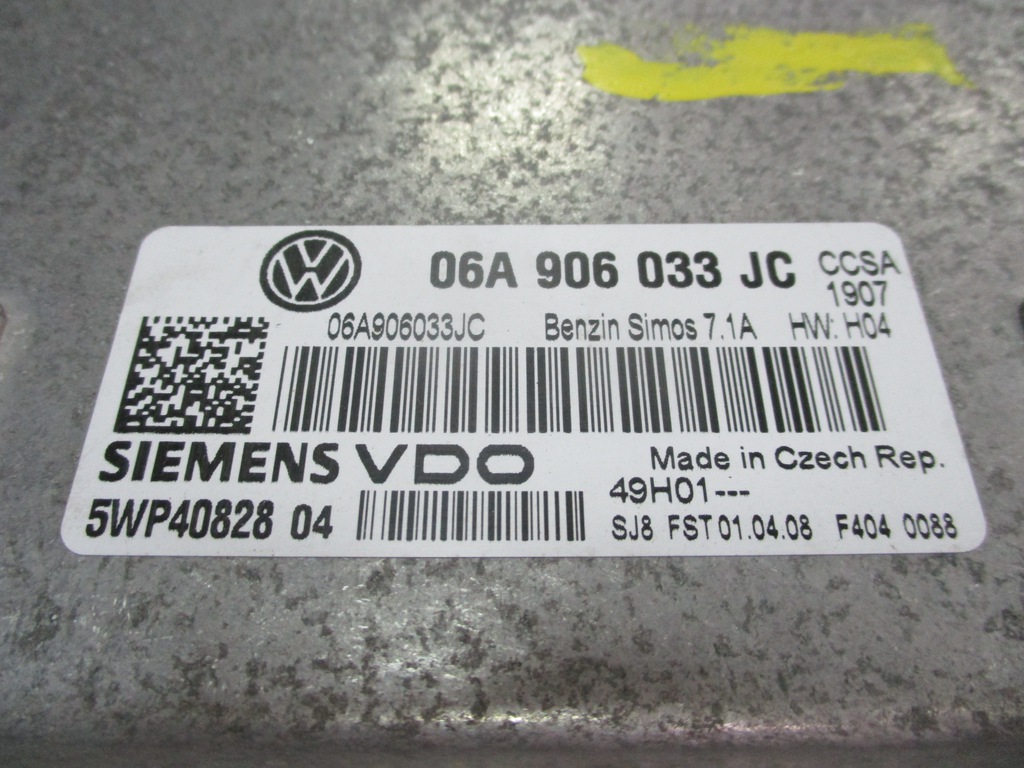 06A 906 033 JC CCSA
1907
06A906033JC Benzin Simos 7.1A HW: H04
SIEMENS VDO Made in Czech Rep.
49H01---
5WP40828 04 SJ8 FST 01.04.08 F404 0088